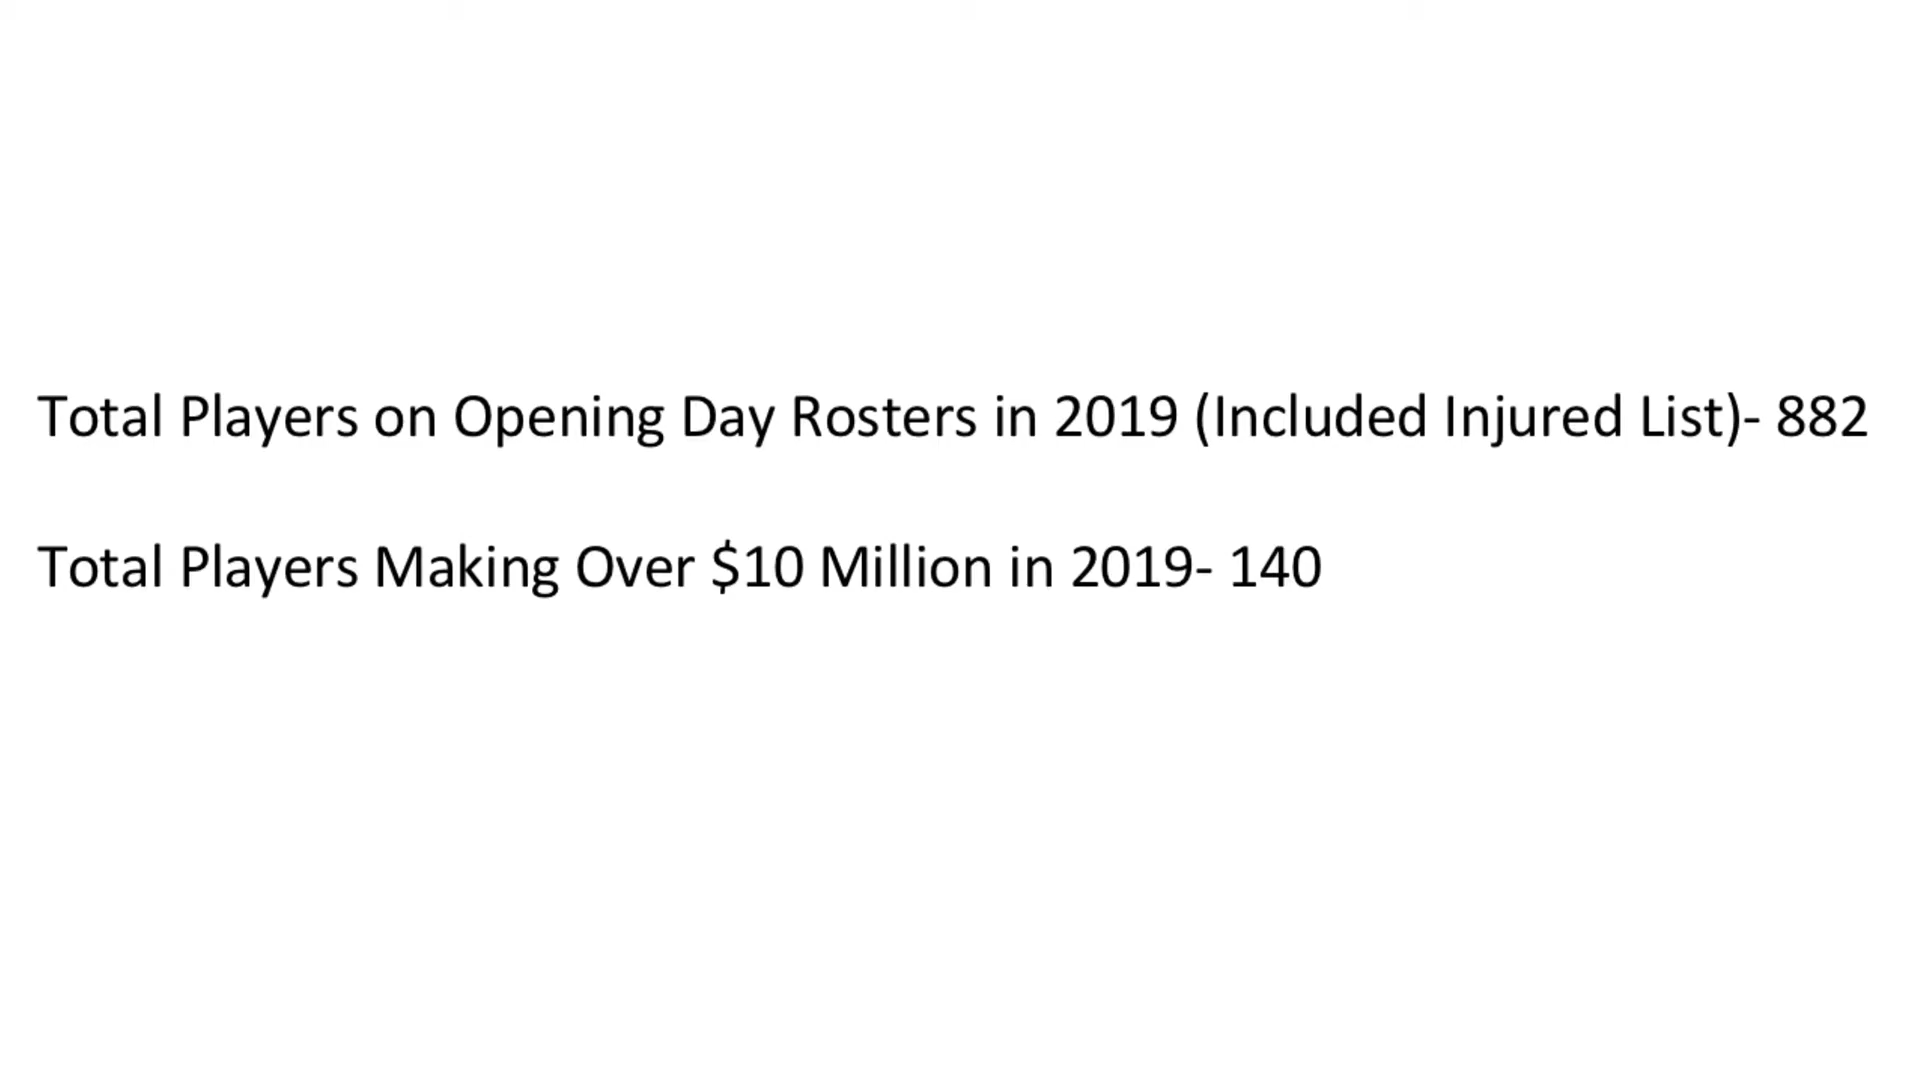 Total Players on Opening Day Rosters in 2019 (Included Injured List)- 882
Total Players Making Over $10 Million in 2019- 140